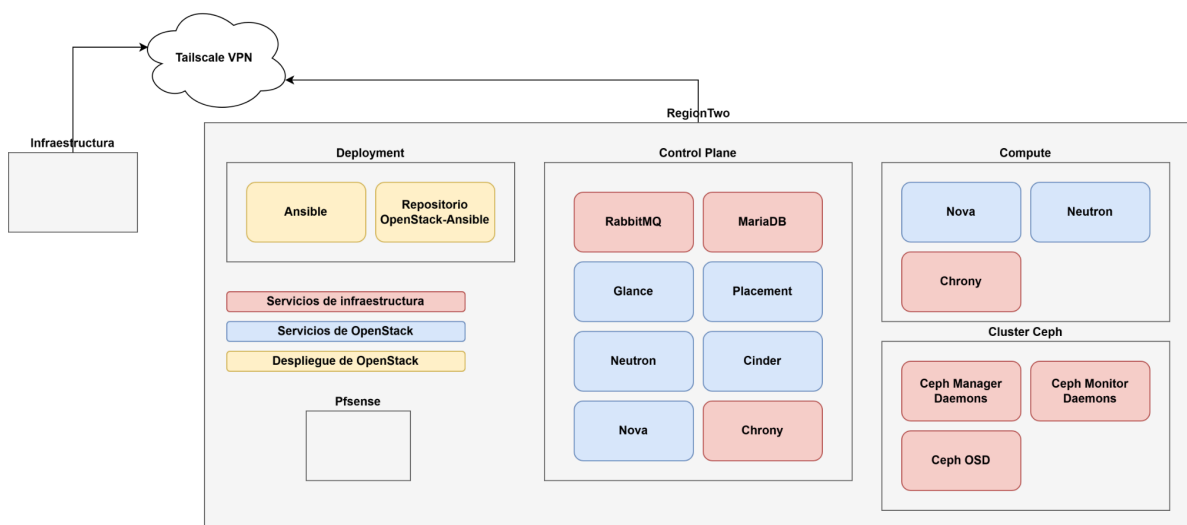 Tailscale VPN
RegionTwo
Infraestructura
Deployment
Ansible
Repositorio
OpenStack-Ansible
Servicios de infraestructura
Servicios de OpenStack
Despliegue de OpenStack
Pfsense
Control Plane
RabbitMQ
MariaDB
Glance
Placement
Neutron
Cinder
Nova
Chrony
Compute
Nova
Neutron
Chrony
Cluster Ceph
Ceph Manager
Daemons
Ceph Monitor
Daemons
Ceph OSD